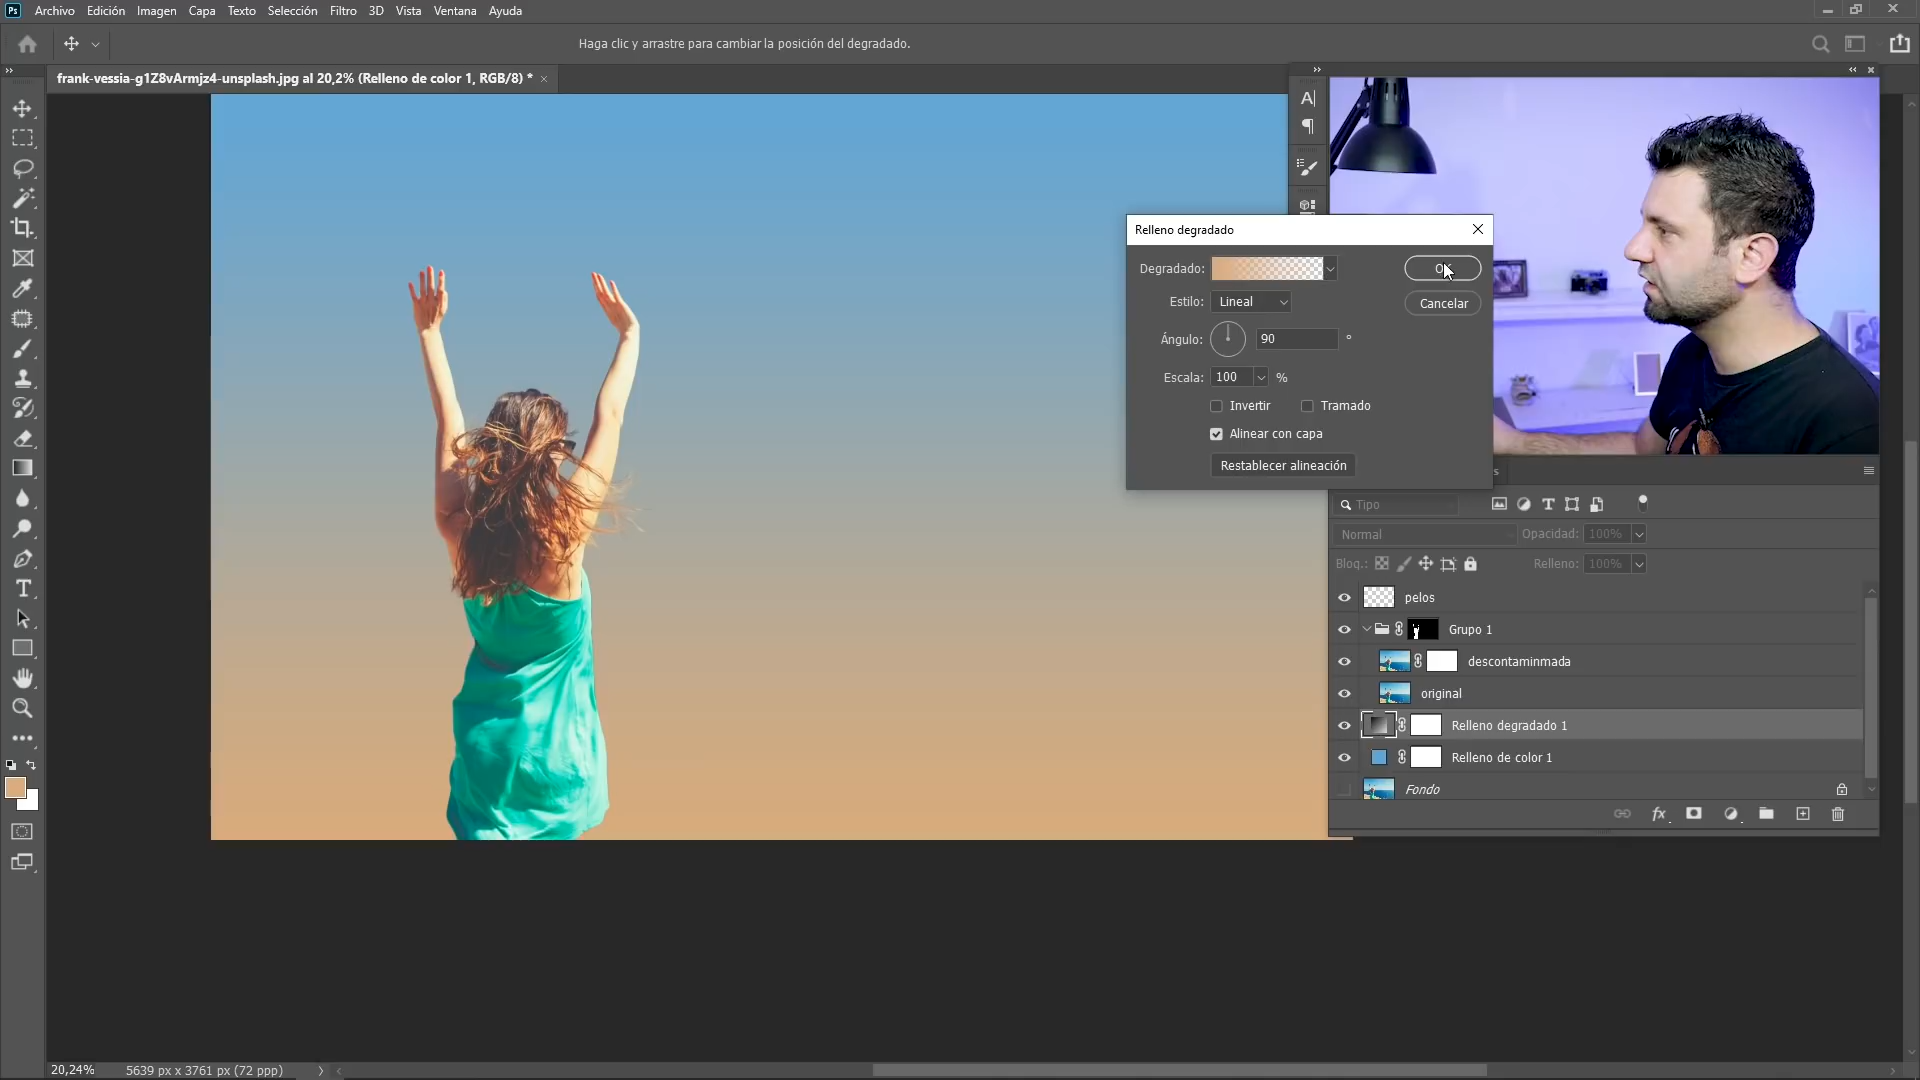 Ps Archivo Edición Imagen Capa Texto Selección Filtro 3D Vista Ventana Ayuda
Haga clic y arrastre para cambiar la posición del degradado.
frank-vessia-g1Z8vArmjz4-unsplash.jpg al 20,2% (Relleno de color 1, RGB/8) *
Relleno degradado
Degradado:
OK
Estilo: Lineal
Cancelar
Ángulo: 90 °
Escala: 100 %
Invertir Tramado
Alinear con capa
Restablecer alineación
Tipo
Normal Opacidad: 100%
Bloq.: Relleno: 100%
pelos
Grupo 1
descontaminmada
original
Relleno degradado 1
Relleno de color 1
Fondo
fx
20,24% 5639 px x 3761 px (72 ppp)